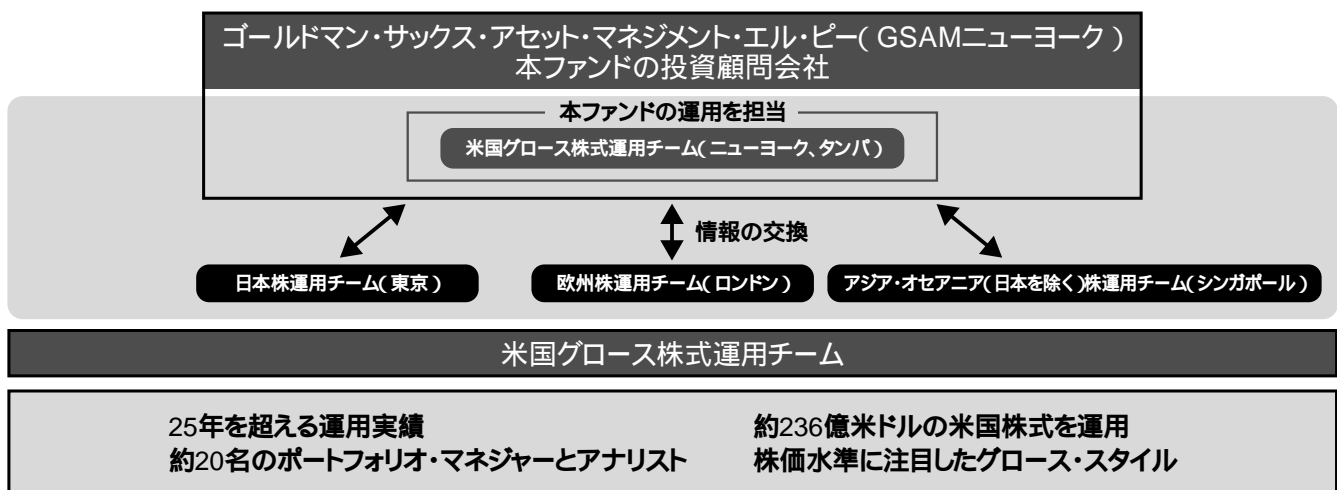 ゴールドマン・サックス・アセット・マネジメント・エル・ピー( GSAMニューヨーク )
本ファンドの投資顧問会社
本ファンドの運用を担当
米国グロース株式運用チーム( ニューヨーク、タンパ )
情報の交換
日本株運用チーム( 東京 )
欧州株運用チーム( ロンドン )
アジア・オセアニア( 日本を除く )株運用チーム( シンガポール )
米国グロース株式運用チーム
25年を超える運用実績
約236億米ドルの米国株式を運用
約20名のポートフォリオ・マネジャーとアナリスト
株価水準に注目したグロース・スタイル